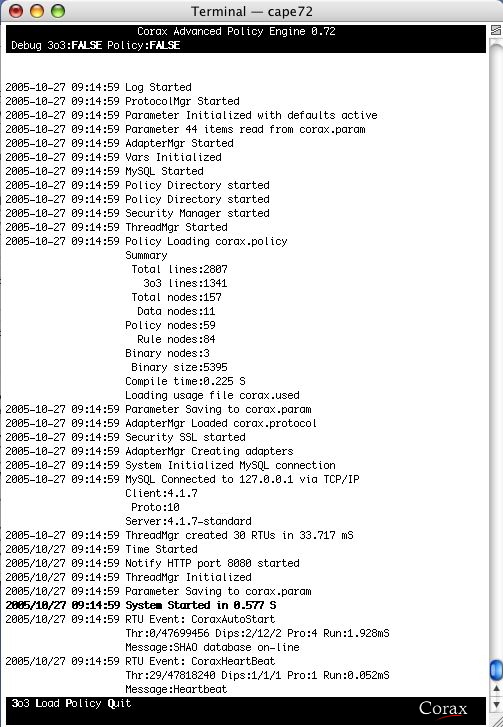 Terminal — cape72
Corax Advanced Policy Engine 0.72
Debug 3o3:FALSE Policy:FALSE
2005-10-27 09:14:59 Log Started
2005-10-27 09:14:59 ProtocolMgr Started
2005-10-27 09:14:59 Parameter Initialized with defaults active
2005-10-27 09:14:59 Parameter 44 items read from corax.param
2005-10-27 09:14:59 AdapterMgr Started
2005-10-27 09:14:59 Vars Initialized
2005-10-27 09:14:59 MySQL Started
2005-10-27 09:14:59 Policy Directory started
2005-10-27 09:14:59 Policy Directory started
2005-10-27 09:14:59 Security Manager started
2005-10-27 09:14:59 ThreadMgr Started
2005-10-27 09:14:59 Policy Loading corax.policy
Summary
Total lines:2807
3o3 lines:1341
Total nodes:157
Data nodes:11
Policy nodes:59
Rule nodes:84
Binary nodes:3
Binary size:5395
Compile time:0.225 S
Loading usage file corax.used
2005-10-27 09:14:59 Parameter Saving to corax.param
2005-10-27 09:14:59 AdapterMgr Loaded corax.protocol
2005-10-27 09:14:59 Security SSL started
2005-10-27 09:14:59 AdapterMgr Creating adapters
2005-10-27 09:14:59 System Initialized MySQL connection
2005-10-27 09:14:59 MySQL Connected to 127.0.0.1 via TCP/IP
Client:4.1.7
Proto:10
Server:4.1.7-standard
2005-10-27 09:14:59 ThreadMgr created 30 RTUs in 33.717 mS
2005/10/27 09:14:59 Time Started
2005/10/27 09:14:59 Notify HTTP port 8080 started
2005/10/27 09:14:59 ThreadMgr Initialized
2005/10/27 09:14:59 Parameter Saving to corax.param
2005/10/27 09:14:59 System Started in 0.577 S
2005/10/27 09:14:59 RTU Event: CoraxAutoStart
Thr:0/47699456 Dips:2/12/2 Pro:4 Run:1.928mS
Message:SHAO database on-line
2005/10/27 09:14:59 RTU Event: CoraxHeartBeat
Thr:29/47818240 Dips:1/1/1 Pro:1 Run:0.052mS
Message:Heartbeat
3o3 Load Policy Quit
Corax